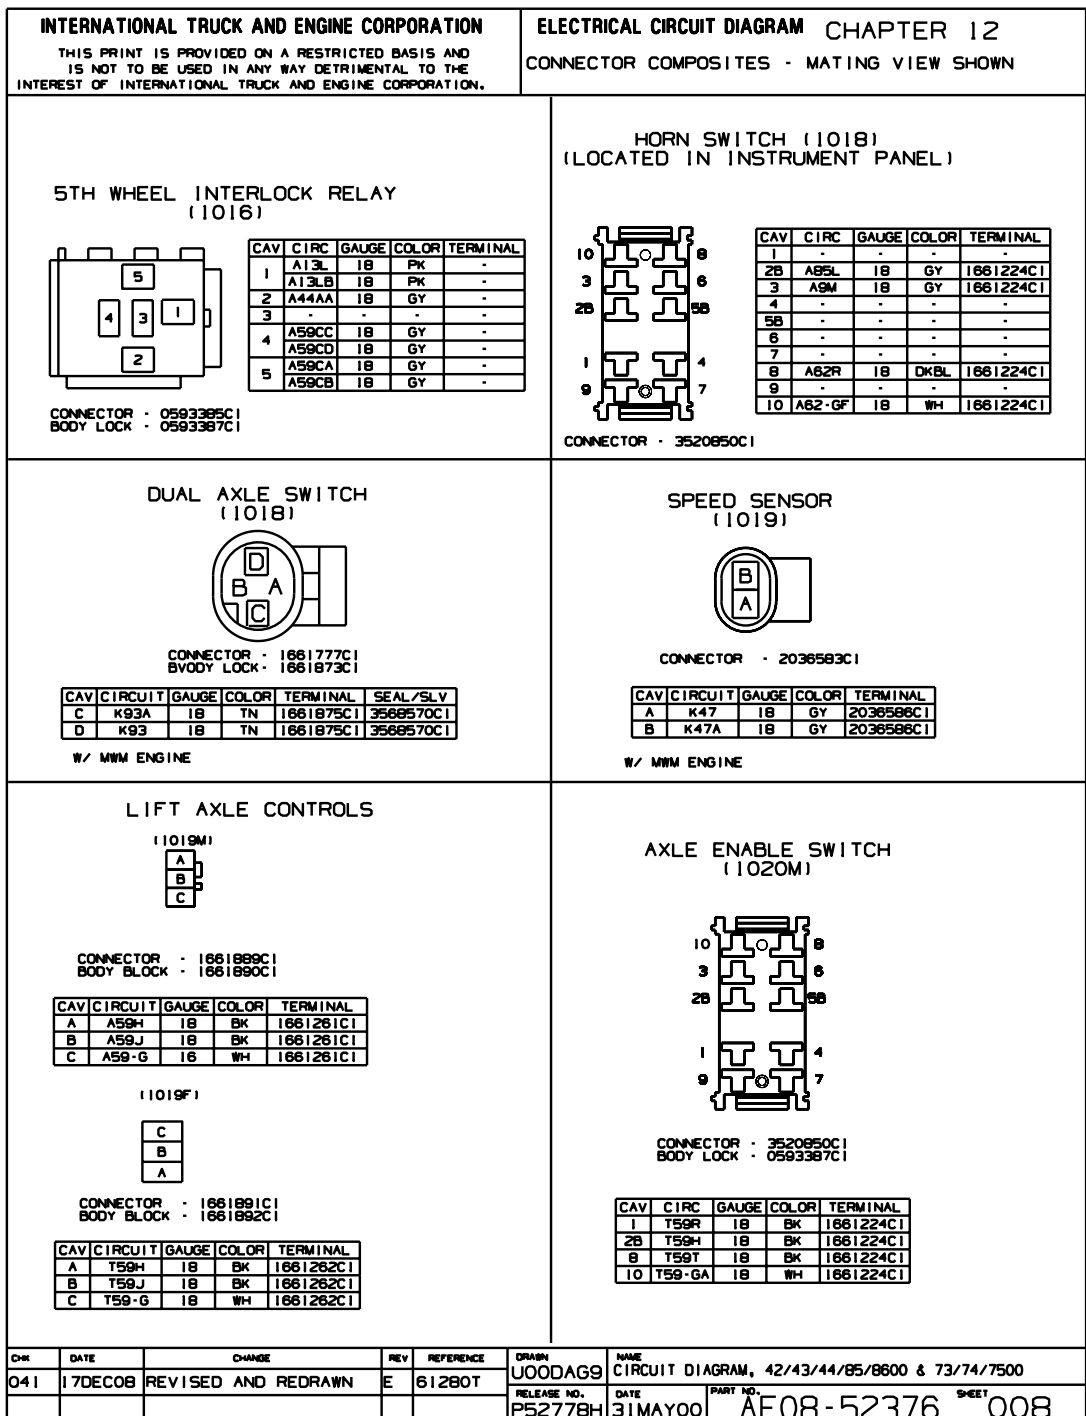 INTERNATIONAL TRUCK AND ENGINE CORPORATION
THIS PRINT IS PROVIDED ON A RESTRICTED BASIS AND
IS NOT TO BE USED IN ANY WAY DETRIMENTAL TO THE
INTEREST OF INTERNATIONAL TRUCK AND ENGINE CORPORATION.
ELECTRICAL CIRCUIT DIAGRAM CHAPTER 12
CONNECTOR COMPOSITES - MATING VIEW SHOWN
5TH WHEEL INTERLOCK RELAY
(1016)
5
4 3 1
2
CAV CIRC GAUGE COLOR TERMINAL
1 A13L 18 PK -
A13LB 18 PK -
2 A44AA 18 GY -
3 - - - -
4 A59CC 18 GY -
A59CD 18 GY -
5 A59CA 18 GY -
A59CB 18 GY -
CONNECTOR - 0593385C1
BODY LOCK - 0593387C1
HORN SWITCH (1018)
(LOCATED IN INSTRUMENT PANEL)
10 8
3 6
2B 5B
1 4
9 7
CAV CIRC GAUGE COLOR TERMINAL
1 - - - -
2B A85L 18 GY 1661224C1
3 A9M 18 GY 1661224C1
4 - - - -
5B - - - -
6 - - - -
7 - - - -
8 A62R 18 DKBL 1661224C1
9 - - - -
10 A62-GF 18 WH 1661224C1
CONNECTOR - 3520850C1
DUAL AXLE SWITCH
(1018)
D
B A
C
CONNECTOR - 1661777C1
BVODY LOCK- 1661873C1
CAV CIRCUIT GAUGE COLOR TERMINAL SEAL/SLV
C K93A 18 TN 1661875C1 3568570C1
D K93 18 TN 1661875C1 3568570C1
W/ MWM ENGINE
SPEED SENSOR
(1019)
B
A
CONNECTOR - 2036583C1
CAV CIRCUIT GAUGE COLOR TERMINAL
A K47 18 GY 2036586C1
B K47A 18 GY 2036586C1
W/ MWM ENGINE
LIFT AXLE CONTROLS
(1019M)
A
B
C
CONNECTOR - 1661889C1
BODY BLOCK - 1661890C1
CAV CIRCUIT GAUGE COLOR TERMINAL
A A59H 18 BK 1661261C1
B A59J 18 BK 1661261C1
C A59-G 16 WH 1661261C1
(1019F)
C
B
A
CONNECTOR - 1661891C1
BODY BLOCK - 1661892C1
CAV CIRCUIT GAUGE COLOR TERMINAL
A T59H 18 BK 1661262C1
B T59J 18 BK 1661262C1
C T59-G 18 WH 1661262C1
AXLE ENABLE SWITCH
(1020M)
10 8
3 6
2B 5B
1 4
9 7
CONNECTOR - 3520850C1
BODY LOCK - 0593387C1
CAV CIRC GAUGE COLOR TERMINAL
1 T59R 18 BK 1661224C1
2B T59H 18 BK 1661224C1
8 T59T 18 BK 1661224C1
10 T59-GA 18 WH 1661224C1
CHK DATE CHANGE REV REFERENCE
041 17DEC08 REVISED AND REDRAWN E 61280T
DRAWN
U00DAG9
NAME
CIRCUIT DIAGRAM, 42/43/44/85/8600 & 73/74/7500
RELEASE NO.
P52778H
DATE
31MAY00
PART NO.
AE08-52376
SHEET
008